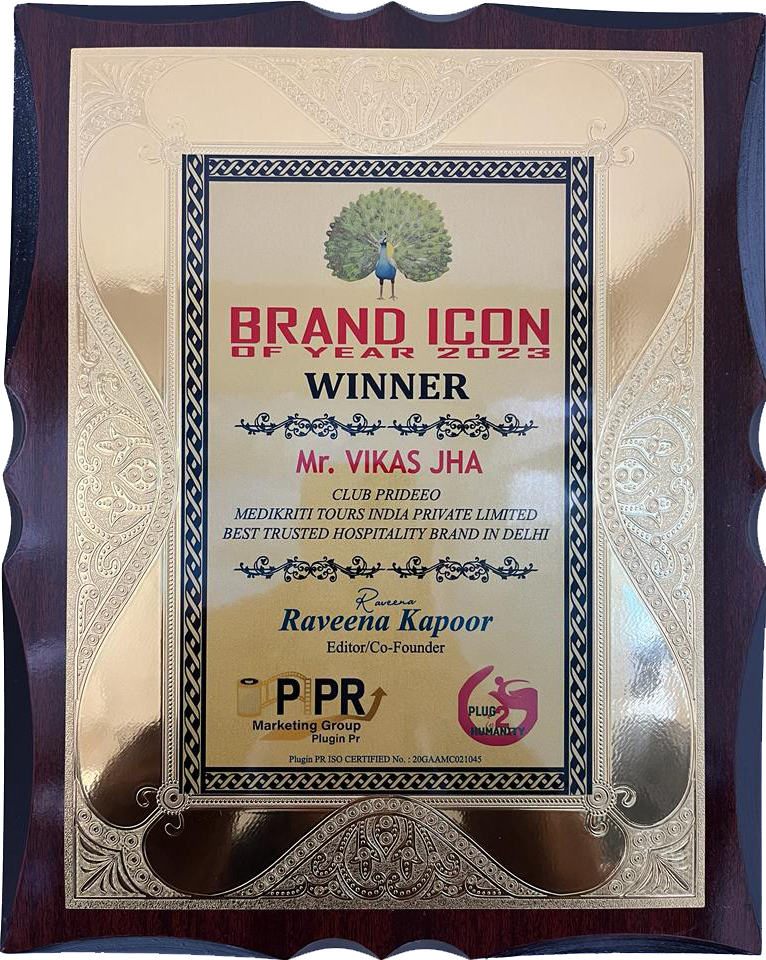 BRAND ICON
OF YEAR 2023
WINNER
Mr. VIKAS JHA
CLUB PRIDEEO
MEDIKRITI TOURS INDIA PRIVATE LIMITED
BEST TRUSTED HOSPITALITY BRAND IN DELHI
Raveena
Raveena Kapoor
Editor/Co-Founder
P PR
Marketing Group
Plugin Pr
PLUG
2
HUMANITY
Plugin PR ISO CERTIFIED No. : 20GAAMC021045